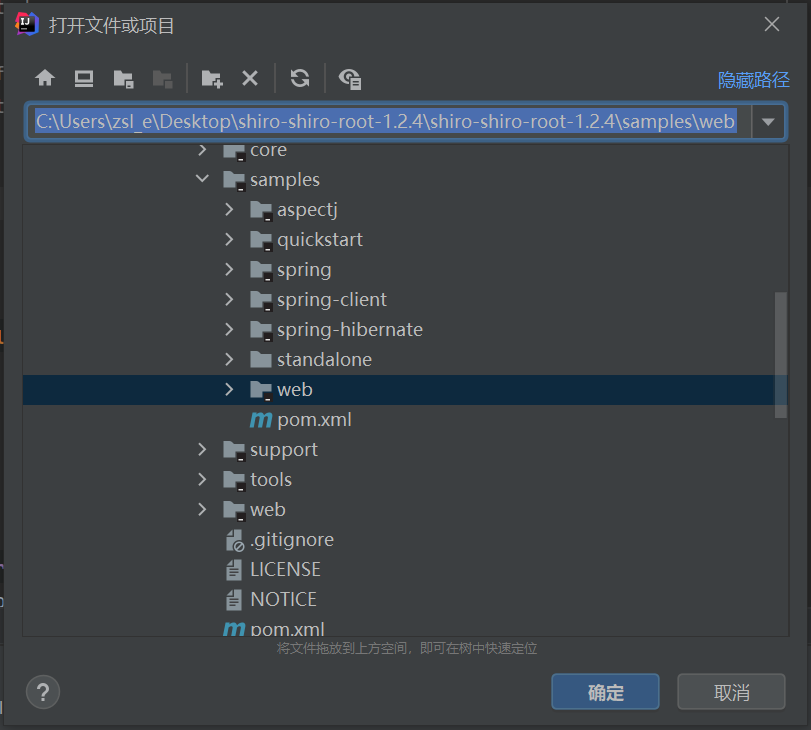 打开文件或项目
隐藏路径
C:\Users\zsl_e\Desktop\shiro-shiro-root-1.2.4\shiro-shiro-root-1.2.4\samples\web
core
samples
aspectj
quickstart
spring
spring-client
spring-hibernate
standalone
web
pom.xml
support
tools
web
.gitignore
LICENSE
NOTICE
pom.xml
将文件拖放到上方空间，即可在树中快速定位
?
确定
取消